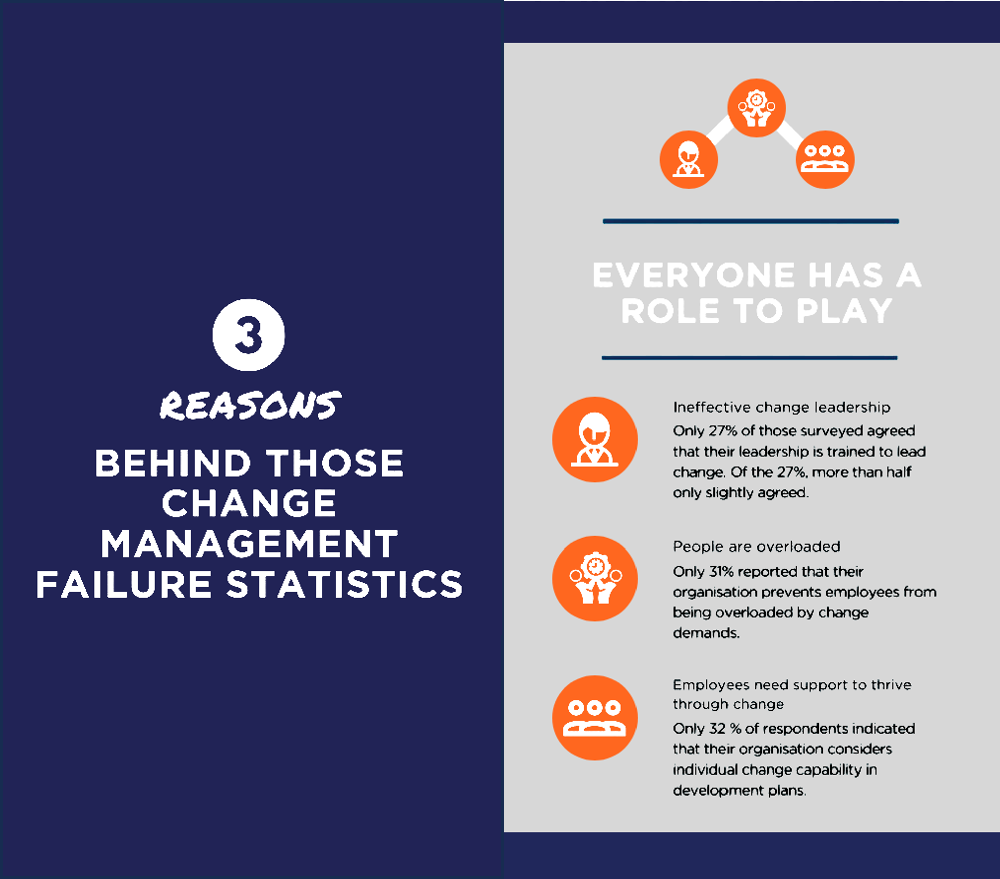 3
REASONS
BEHIND THOSE
CHANGE
MANAGEMENT
FAILURE STATISTICS
EVERYONE HAS A
ROLE TO PLAY
Ineffective change leadership
Only 27% of those surveyed agreed
that their leadership is trained to lead
change. Of the 27%, more than half
only slightly agreed.
People are overloaded
Only 31% reported that their
organisation prevents employees from
being overloaded by change
demands.
Employees need support to thrive
through change
Only 32 % of respondents indicated
that their organisation considers
individual change capability in
development plans.